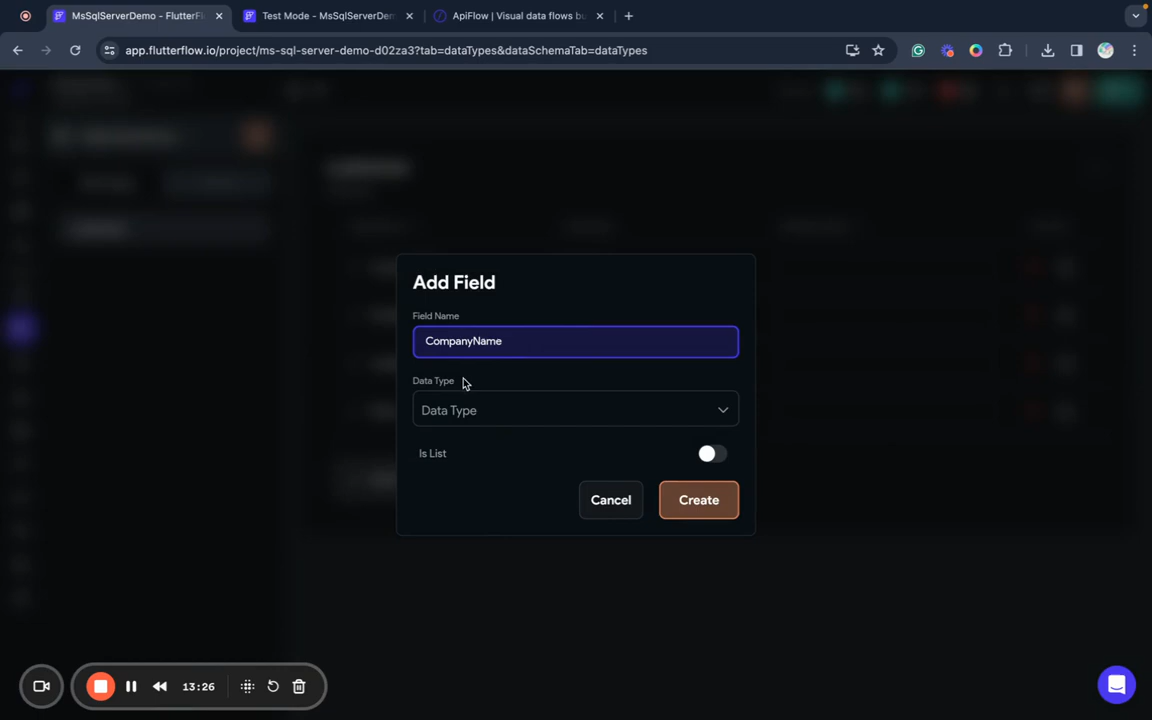 MsSqlServerDemo - FlutterFl
Test Mode - MsSqlServerDem
ApiFlow | Visual data flows bu
app.flutterflow.io/project/ms-sql-server-demo-d02za3?tab=dataTypes&dataSchemaTab=dataTypes
Add Field
Field Name
CompanyName
Data Type
Data Type
Is List
Cancel
Create
13:26